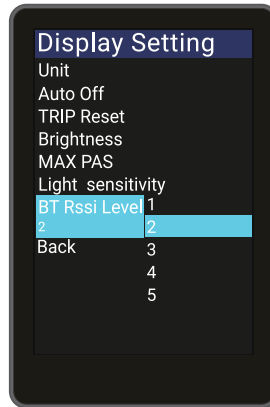 Display Setting
Unit
Auto Off
TRIP Reset
Brightness
MAX PAS
Light sensitivity
BT Rssi Level 1
2 2
Back 3
4
5